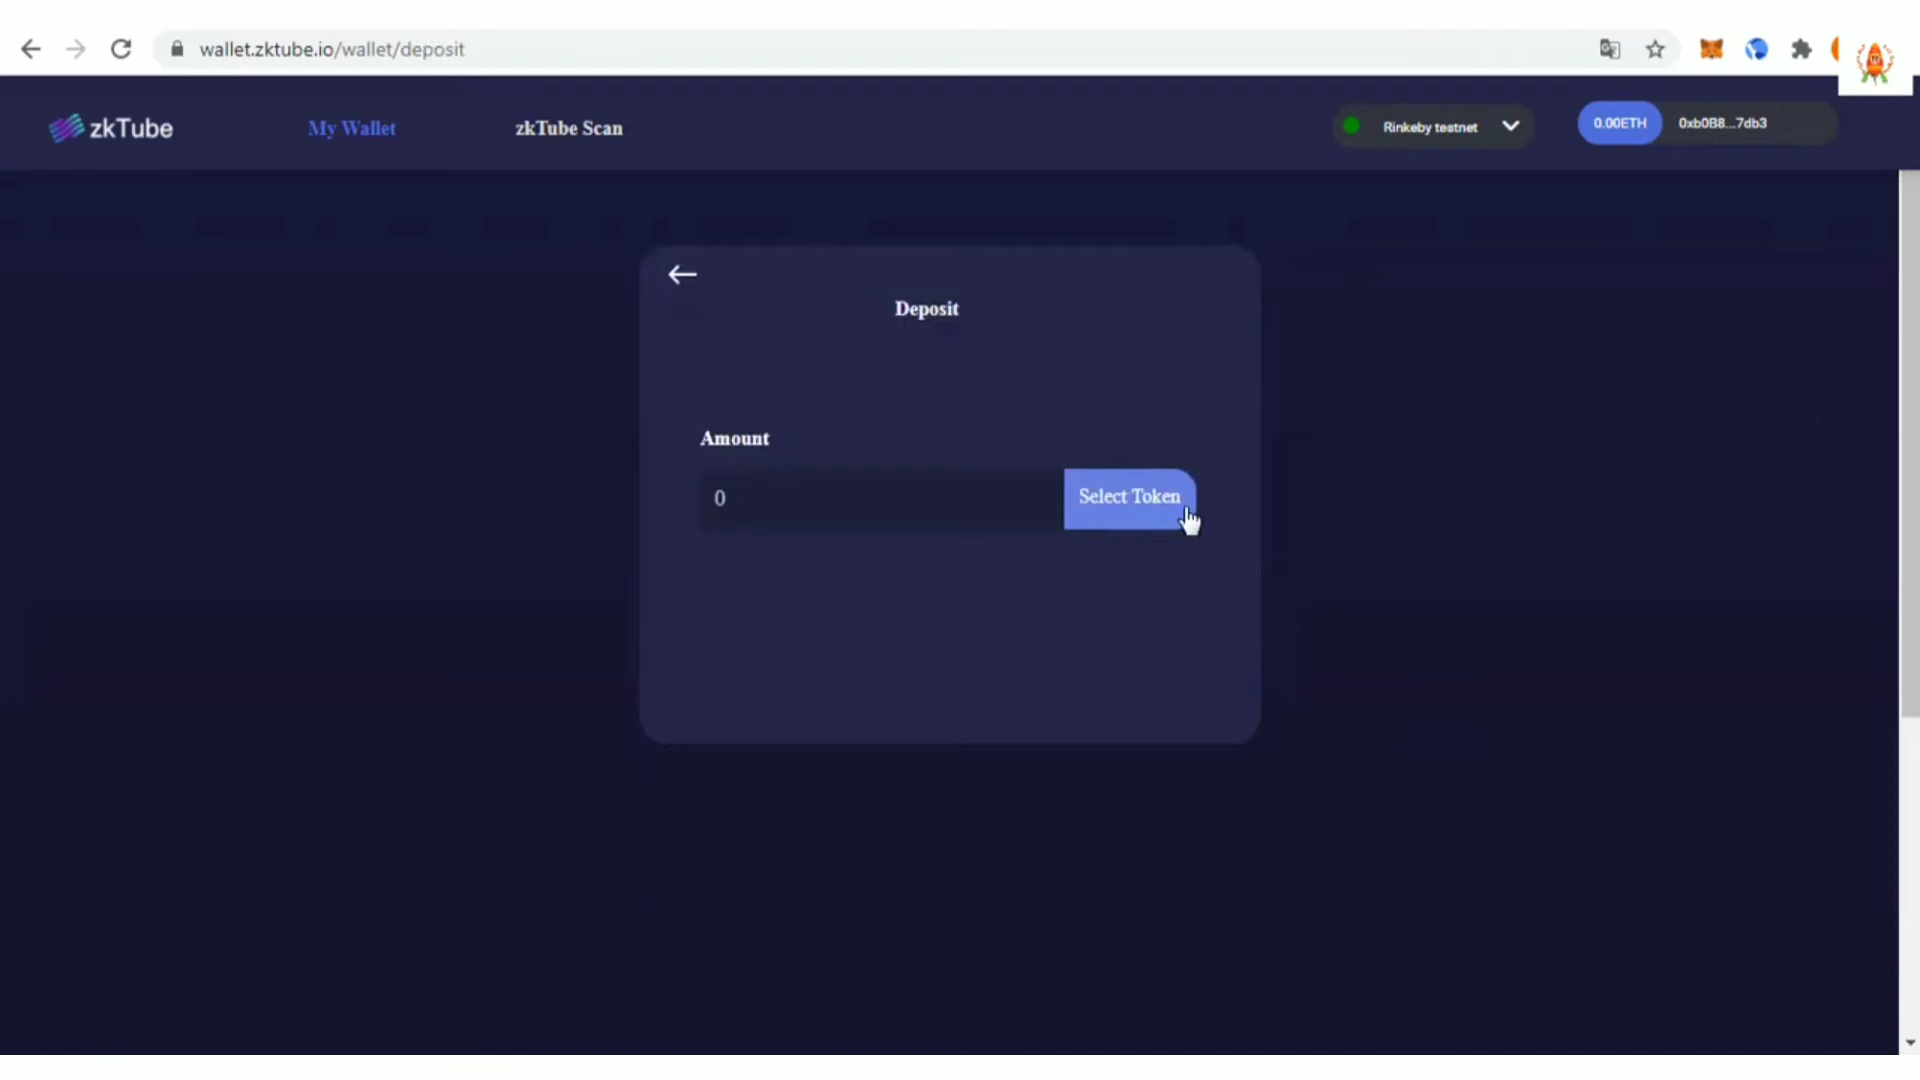 wallet.zktube.io/wallet/deposit
zkTube
My Wallet
zkTube Scan
Rinkeby testnet
0.00ETH
0xb0B8...7db3
Deposit
Amount
0
Select Token